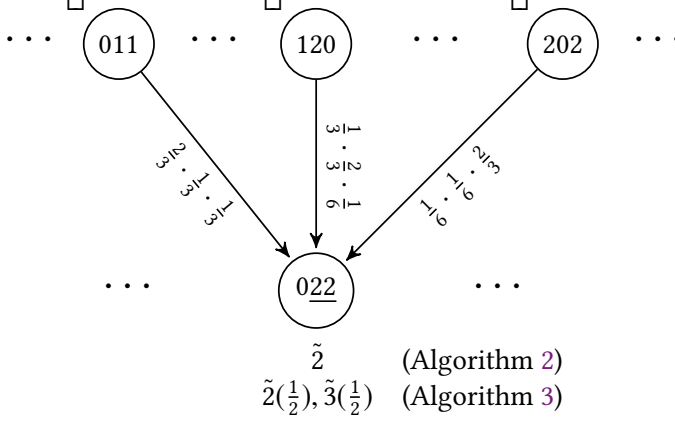 ··· 011 ··· 120 ··· 202 ···
2/3 · 1/3 · 1/3
1/3 · 2/3 · 1/6
1/6 · 1/6 · 2/3
··· 022 ···
2̃ (Algorithm 2)
2̃(1/2), 3̃(1/2) (Algorithm 3)